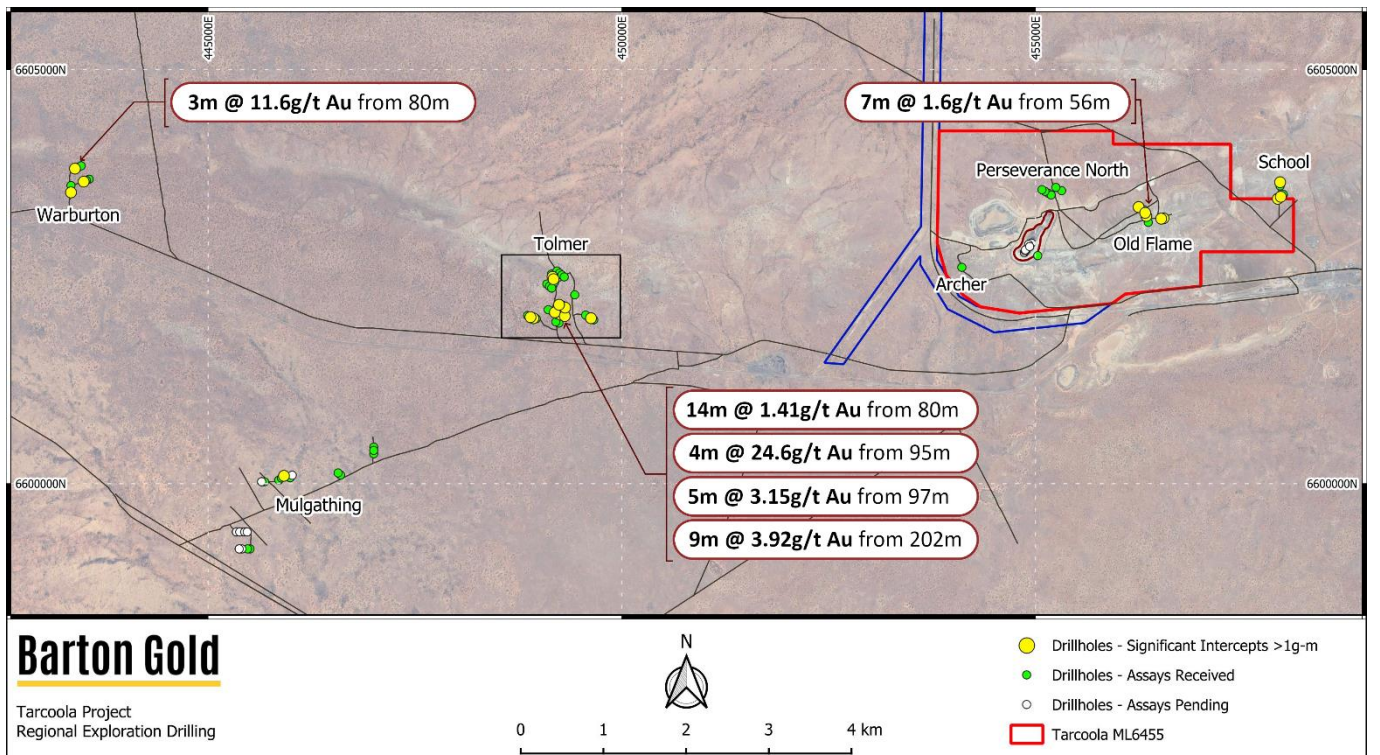 445000E
450000E
455000E
6605000N
6605000N
3m @ 11.6g/t Au from 80m
7m @ 1.6g/t Au from 56m
Perseverance North
School
Warburton
Tolmer
Old Flame
Archer
14m @ 1.41g/t Au from 80m
4m @ 24.6g/t Au from 95m
5m @ 3.15g/t Au from 97m
9m @ 3.92g/t Au from 202m
6600000N
6600000N
Mulgathing
Barton Gold
Tarcoola Project
Regional Exploration Drilling
N
0 1 2 3 4 km
Drillholes - Significant Intercepts >1g-m
Drillholes - Assays Received
Drillholes - Assays Pending
Tarcoola ML6455